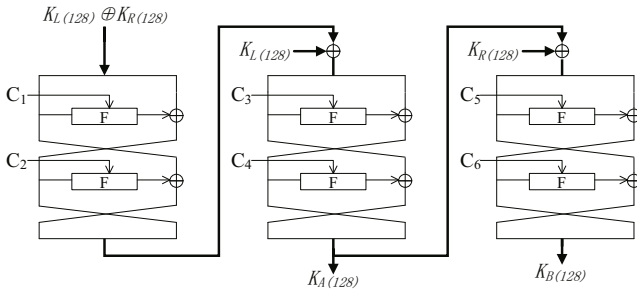 K_L(128) ⊕ K_R(128)
K_L(128)
K_R(128)
C_1
C_3
C_5
F
F
F
C_2
C_4
C_6
F
F
F
K_A(128)
K_B(128)